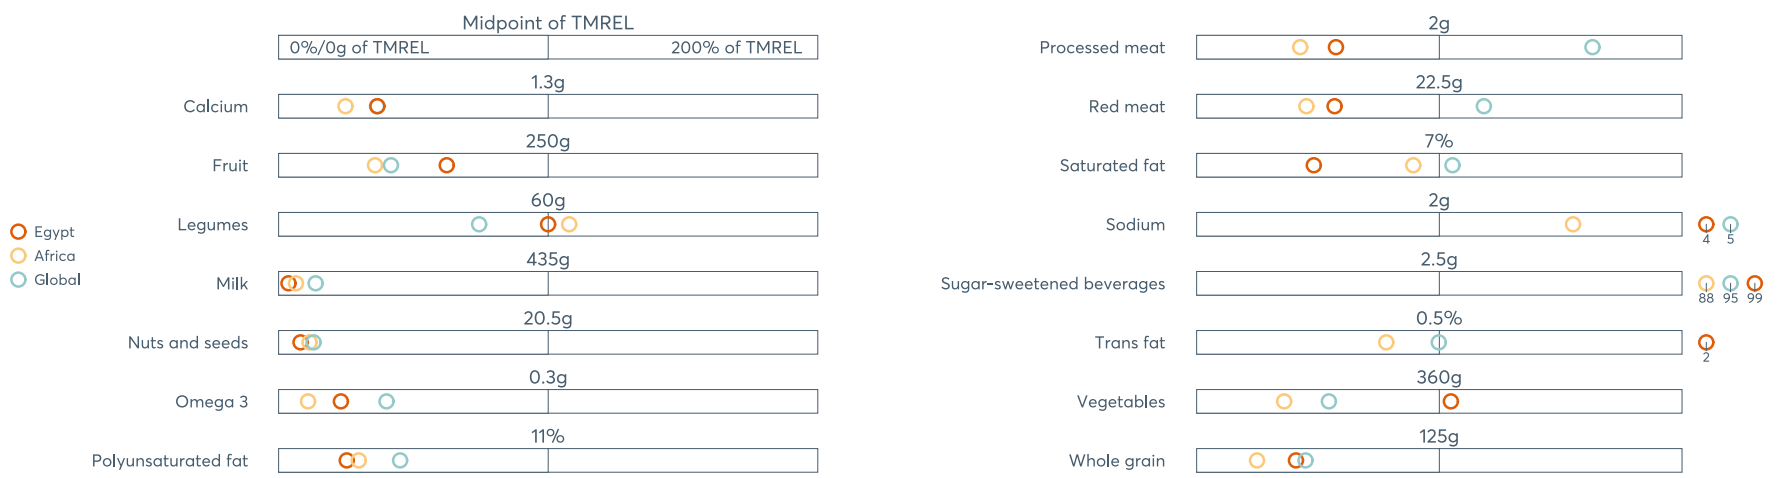 Midpoint of TMREL
0%/0g of TMREL 200% of TMREL
1.3g
Calcium
250g
Fruit
60g
Legumes
435g
Milk
20.5g
Nuts and seeds
0.3g
Omega 3
11%
Polyunsaturated fat
Egypt
Africa
Global
2g
Processed meat
22.5g
Red meat
7%
Saturated fat
2g
Sodium
4 5
2.5g
Sugar-sweetened beverages
88 95 99
0.5%
Trans fat
2
360g
Vegetables
125g
Whole grain